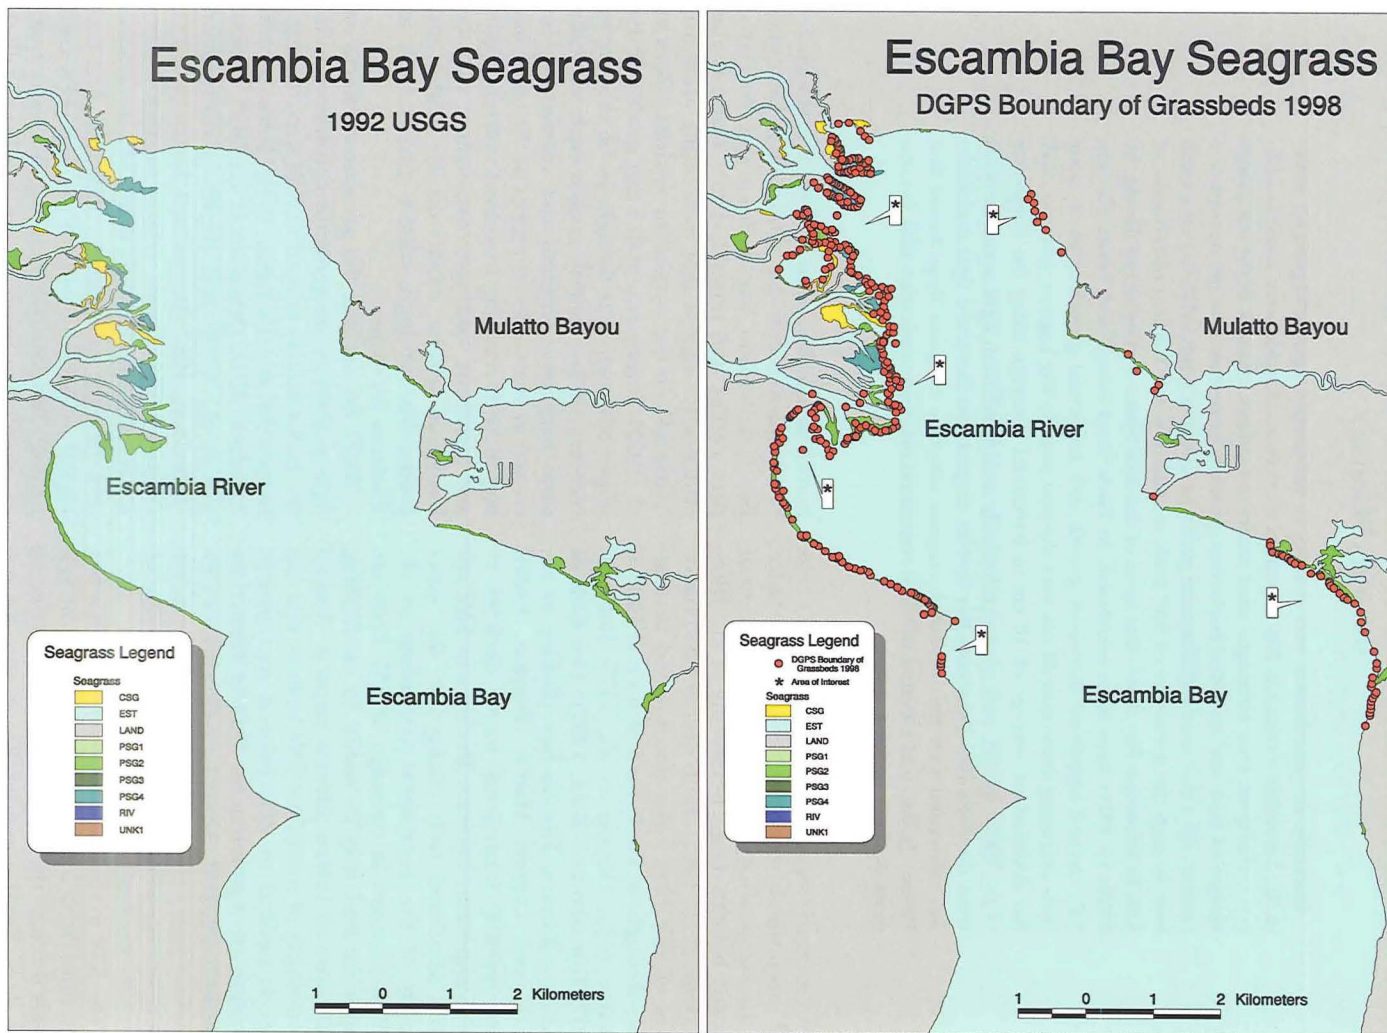 Escambia Bay Seagrass
1992 USGS
Mulatto Bayou
Escambia River
Escambia Bay
Seagrass Legend
Seagrass
CSG
EST
LAND
PSG1
PSG2
PSG3
PSG4
RIV
UNK1
1 0 1 2 Kilometers
Escambia Bay Seagrass
DGPS Boundary of Grassbeds 1998
*
*
Mulatto Bayou
*
Escambia River
*
*
*
Escambia Bay
Seagrass Legend
DGPS Boundary of
Grassbeds 1998
* Area of Interest
Seagrass
CSG
EST
LAND
PSG1
PSG2
PSG3
PSG4
RIV
UNK1
1 0 1 2 Kilometers